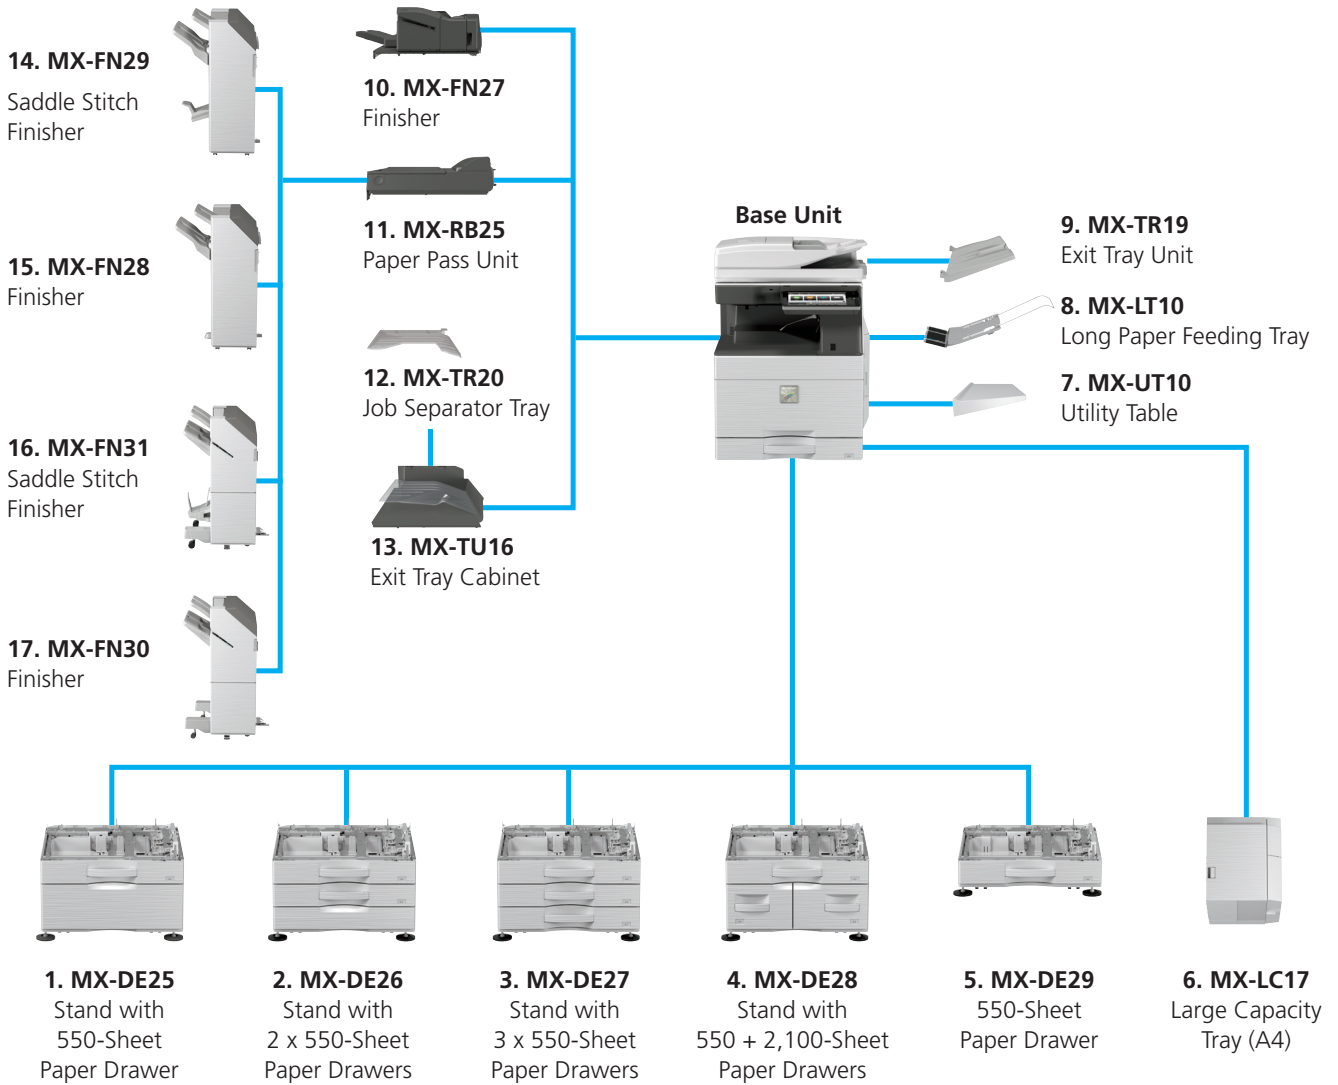 14. MX-FN29
Saddle Stitch
Finisher
10. MX-FN27
Finisher
15. MX-FN28
Finisher
11. MX-RB25
Paper Pass Unit
Base Unit
9. MX-TR19
Exit Tray Unit
8. MX-LT10
Long Paper Feeding Tray
12. MX-TR20
Job Separator Tray
7. MX-UT10
Utility Table
16. MX-FN31
Saddle Stitch
Finisher
13. MX-TU16
Exit Tray Cabinet
17. MX-FN30
Finisher
1. MX-DE25
Stand with
550-Sheet
Paper Drawer
2. MX-DE26
Stand with
2 x 550-Sheet
Paper Drawers
3. MX-DE27
Stand with
3 x 550-Sheet
Paper Drawers
4. MX-DE28
Stand with
550 + 2,100-Sheet
Paper Drawers
5. MX-DE29
550-Sheet
Paper Drawer
6. MX-LC17
Large Capacity
Tray (A4)